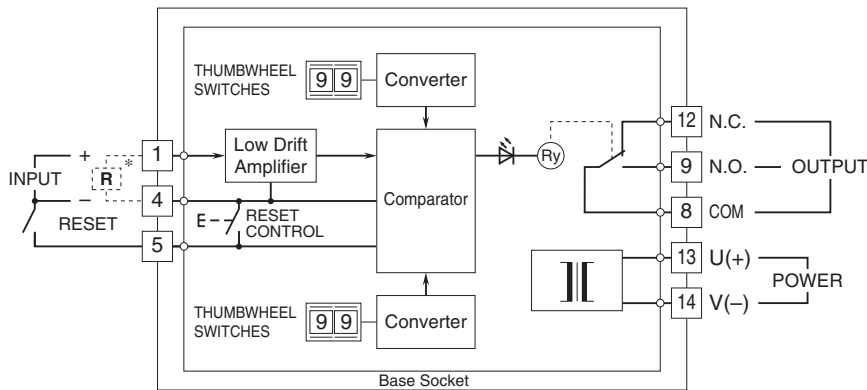 THUMBWHEEL
SWITCHES
9 9
Converter
12 N.C.
1
+
*
R
INPUT
Low Drift
Amplifier
Comparator
Ry
9 N.O.
OUTPUT
4
−
RESET
E
RESET
CONTROL
8 COM
5
13 U(+)
POWER
14 V(–)
THUMBWHEEL
SWITCHES
9 9
Converter
Base Socket